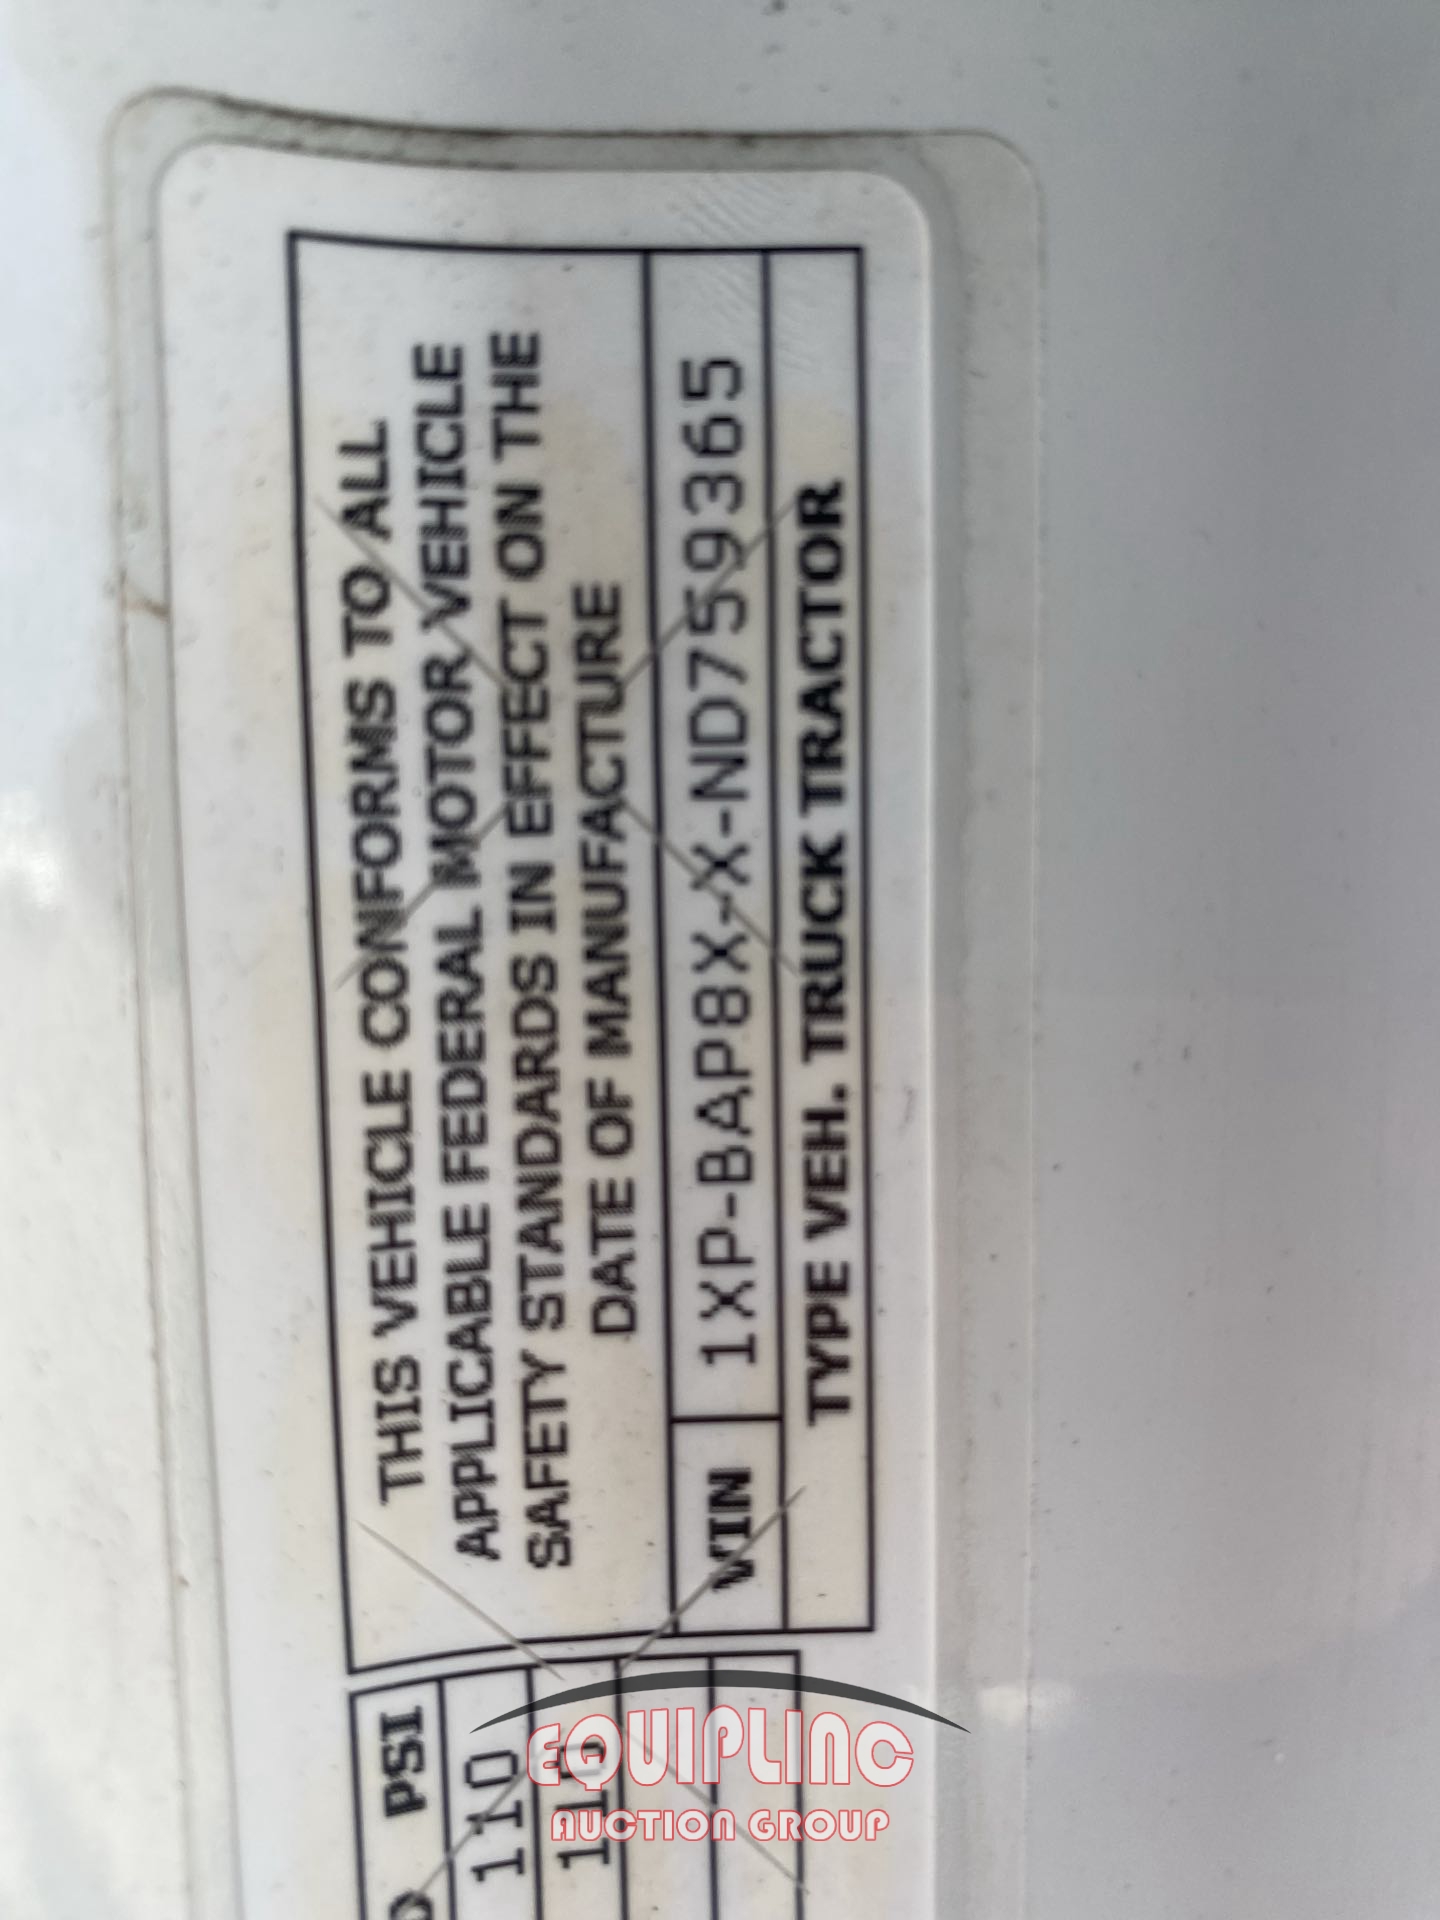 THIS VEHICLE CONFORMS TO ALL
APPLICABLE FEDERAL MOTOR VEHICLE
SAFETY STANDARDS IN EFFECT ON THE
DATE OF MANUFACTURE
VIN 1XP-BAP8X-X-ND759365
TYPE VEH. TRUCK TRACTOR
PSI
110
110
EQUIPLINC
AUCTION GROUP